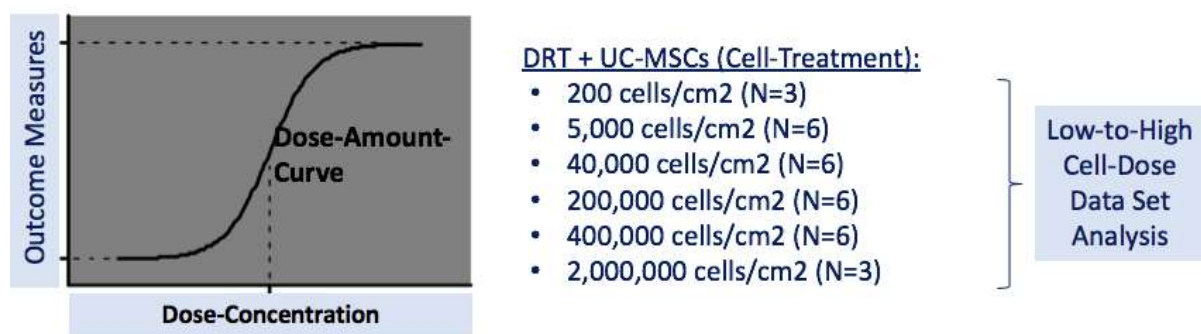 Outcome Measures
Dose-Amount-
Curve
Dose-Concentration
DRT + UC-MSCs (Cell-Treatment):
• 200 cells/cm2 (N=3)
• 5,000 cells/cm2 (N=6)
• 40,000 cells/cm2 (N=6)
• 200,000 cells/cm2 (N=6)
• 400,000 cells/cm2 (N=6)
• 2,000,000 cells/cm2 (N=3)
Low-to-High
Cell-Dose
Data Set
Analysis